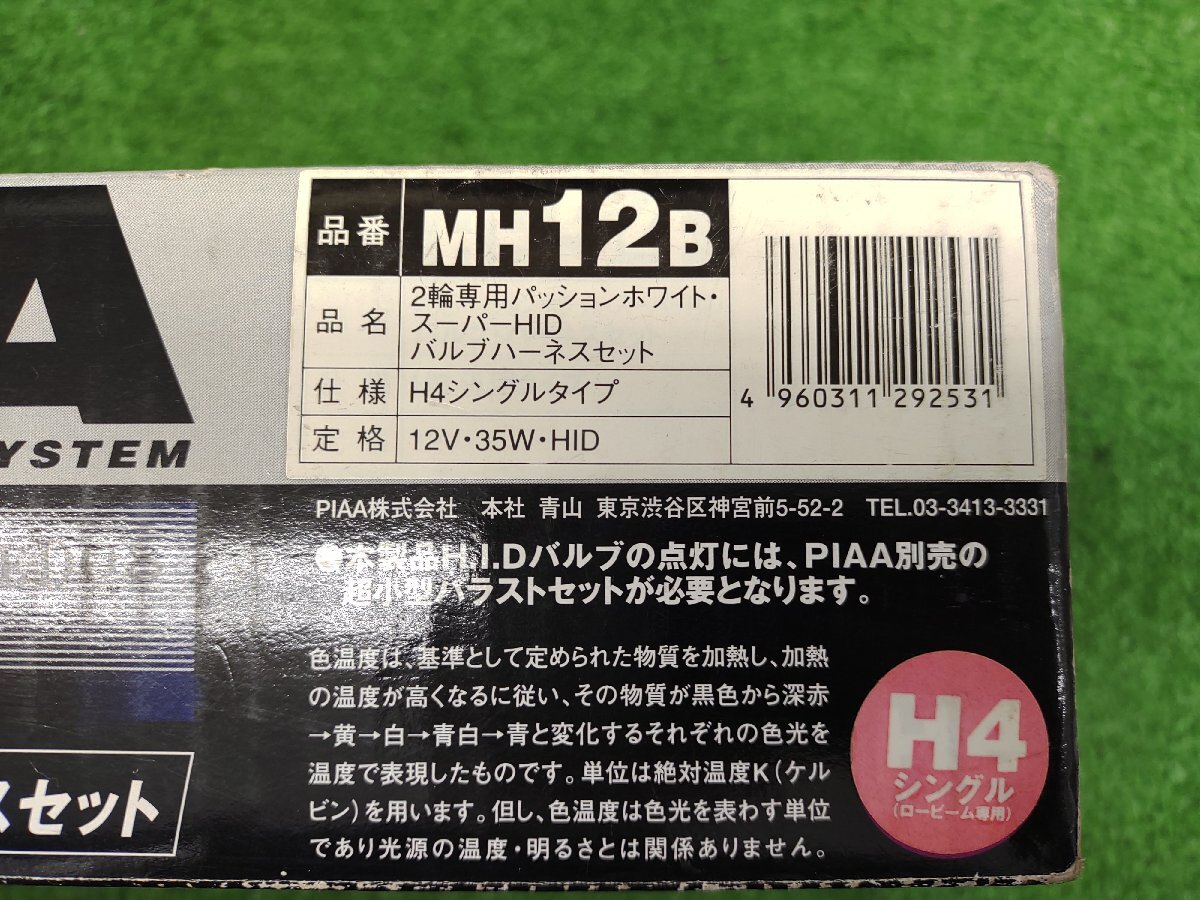 A
YSTEM
品番 MH12B
品名 2輪専用パッションホワイト・
スーパーHID
バルブハーネスセット
仕様 H4シングルタイプ
定格 12V・35W・HID
4 960311 292531
PIAA株式会社 本社 青山 東京渋谷区神宮前5-52-2 TEL.03-3413-3331
●本製品H.I.Dバルブの点灯には、PIAA別売の
超小型バラストセットが必要となります。
色温度は、基準として定められた物質を加熱し、加熱
の温度が高くなるに従い、その物質が黒色から深赤
→黄→白→青白→青と変化するそれぞれの色光を
温度で表現したものです。単位は絶対温度K(ケル
ビン)を用います。但し、色温度は色光を表わす単位
であり光源の温度・明るさとは関係ありません。
H4
シングル
(ロービーム専用)
スセット